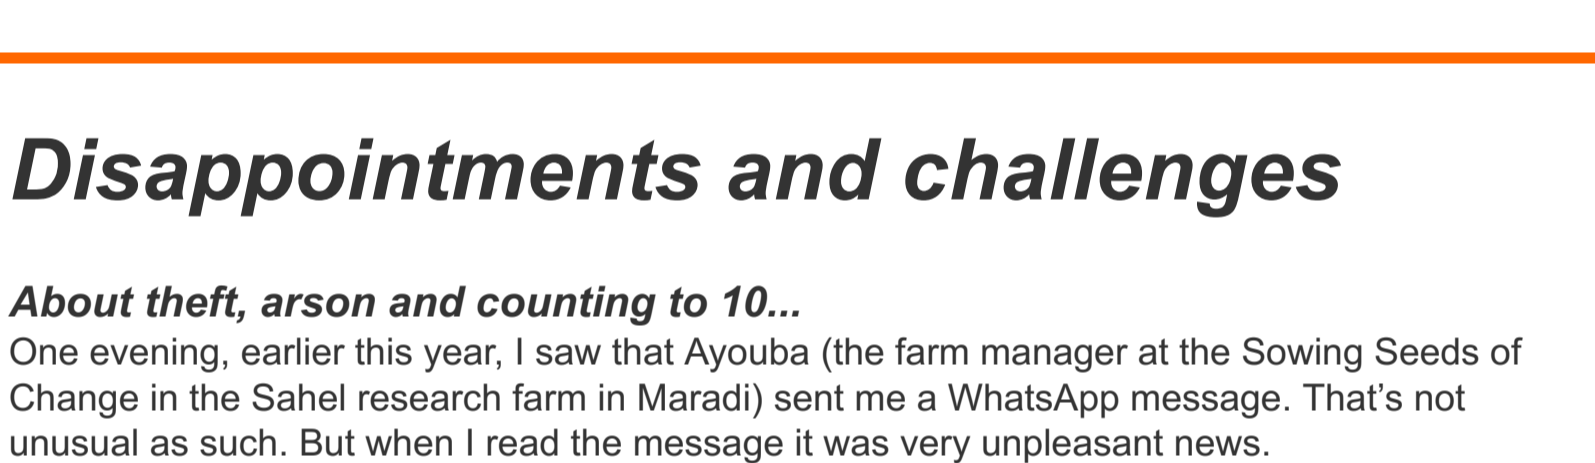 Disappointments and challenges
About theft, arson and counting to 10...
One evening, earlier this year, I saw that Ayouba (the farm manager at the Sowing Seeds of
Change in the Sahel research farm in Maradi) sent me a WhatsApp message. That’s not
unusual as such. But when I read the message it was very unpleasant news.